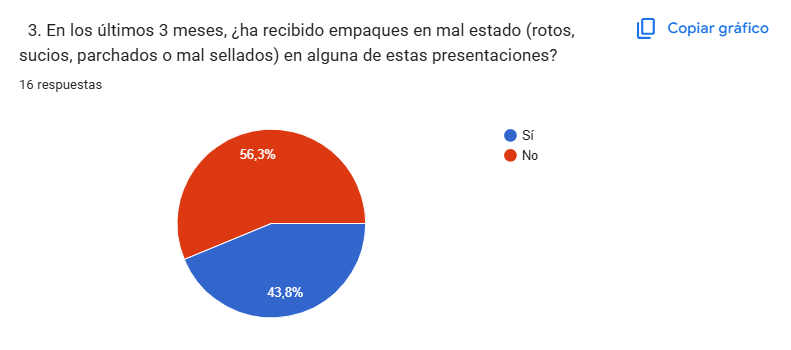 3. En los últimos 3 meses, ¿ha recibido empaques en mal estado (rotos,
sucios, parchados o mal sellados) en alguna de estas presentaciones?
Copiar gráfico
16 respuestas
Sí
No
56,3%
43,8%